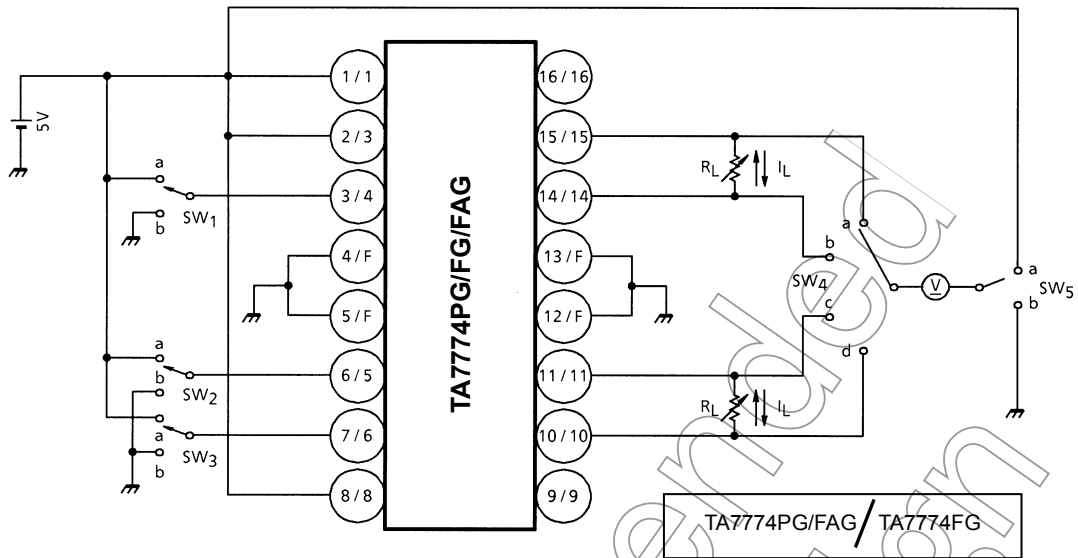 5V
1 / 1
2 / 3
3 / 4
4 / F
5 / F
6 / 5
7 / 6
8 / 8
a
b
SW1
a
b
SW2
a
b
SW3
TA7774PG/FG/FAG
16 / 16
15 / 15
14 / 14
13 / F
12 / F
11 / 11
10 / 10
9 / 9
RL
IL
RL
IL
a
b
SW4
c
d
V
a
SW5
b
TA7774PG/FAG / TA7774FG